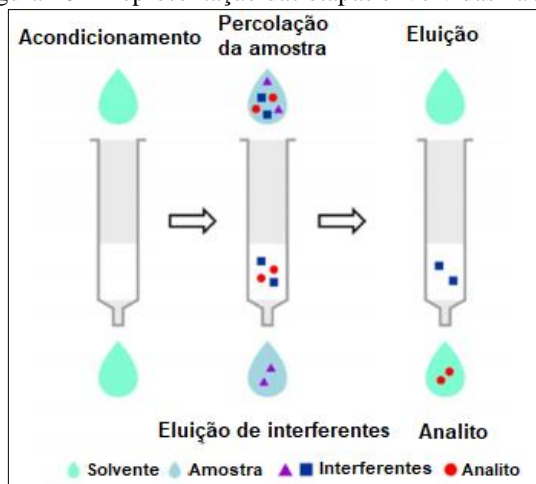 Acondicionamento
Percolação
da amostra
Eluição
Eluição de interferentes
Analito
Solvente
Amostra
Interferentes
Analito